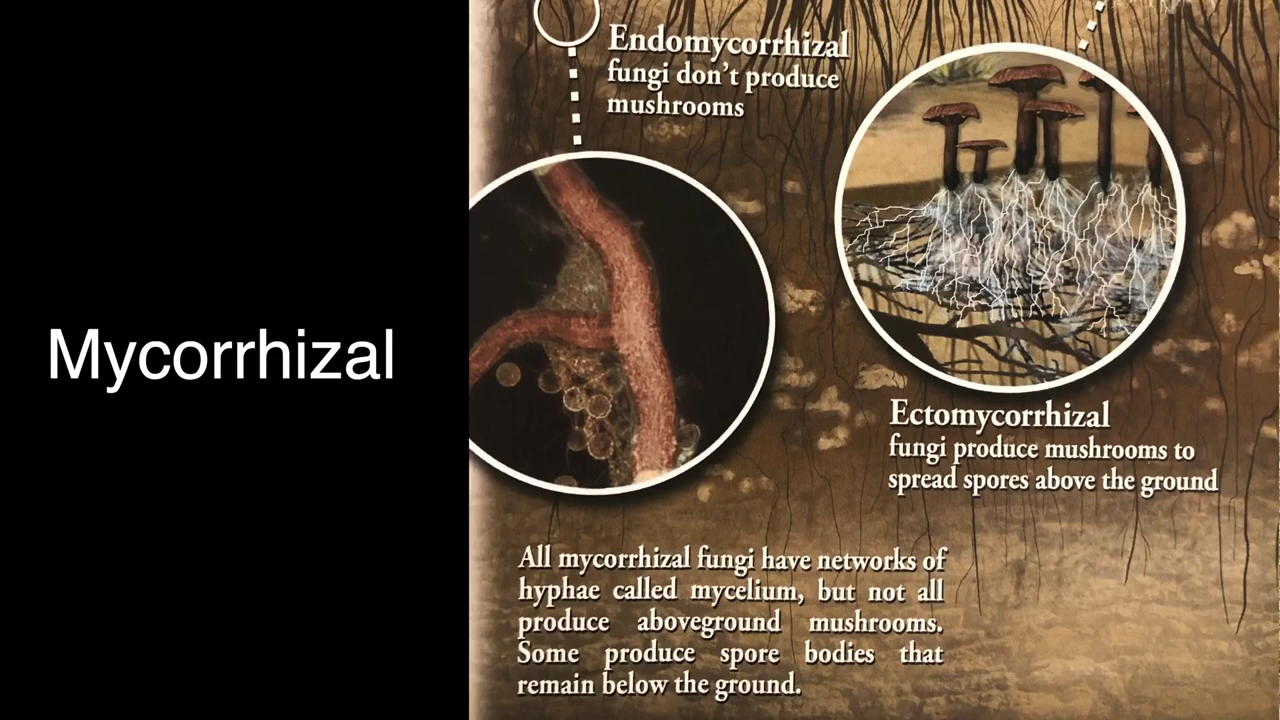 Mycorrhizal
Endomycorrhizal
fungi don't produce
mushrooms
Ectomycorrhizal
fungi produce mushrooms to
spread spores above the ground
All mycorrhizal fungi have networks of
hyphae called mycelium, but not all
produce aboveground mushrooms.
Some produce spore bodies that
remain below the ground.